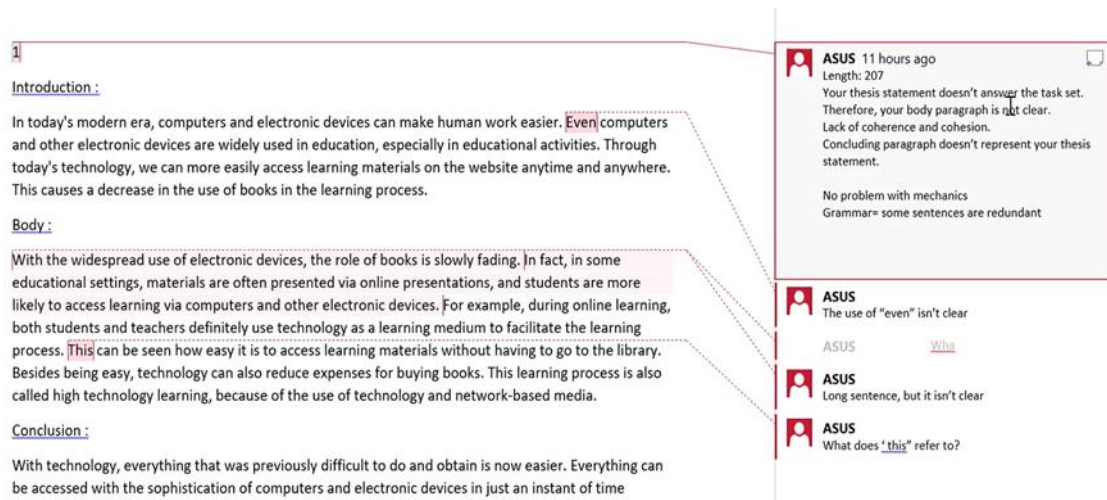 1
Introduction :
In today's modern era, computers and electronic devices can make human work easier. Even computers
and other electronic devices are widely used in education, especially in educational activities. Through
today's technology, we can more easily access learning materials on the website anytime and anywhere.
This causes a decrease in the use of books in the learning process.
Body :
With the widespread use of electronic devices, the role of books is slowly fading. In fact, in some
educational settings, materials are often presented via online presentations, and students are more
likely to access learning via computers and other electronic devices. For example, during online learning,
both students and teachers definitely use technology as a learning medium to facilitate the learning
process. This can be seen how easy it is to access learning materials without having to go to the library.
Besides being easy, technology can also reduce expenses for buying books. This learning process is also
called high technology learning, because of the use of technology and network-based media.
Conclusion :
With technology, everything that was previously difficult to do and obtain is now easier. Everything can
be accessed with the sophistication of computers and electronic devices in just an instant of time
ASUS 11 hours ago
Length: 207
Your thesis statement doesn't answer the task set.
Therefore, your body paragraph is not clear.
Lack of coherence and cohesion.
Concluding paragraph doesn't represent your thesis
statement.
No problem with mechanics
Grammar= some sentences are redundant
ASUS
The use of "even" isn't clear
ASUS Wha
ASUS
Long sentence, but it isn't clear
ASUS
What does ' this" refer to?